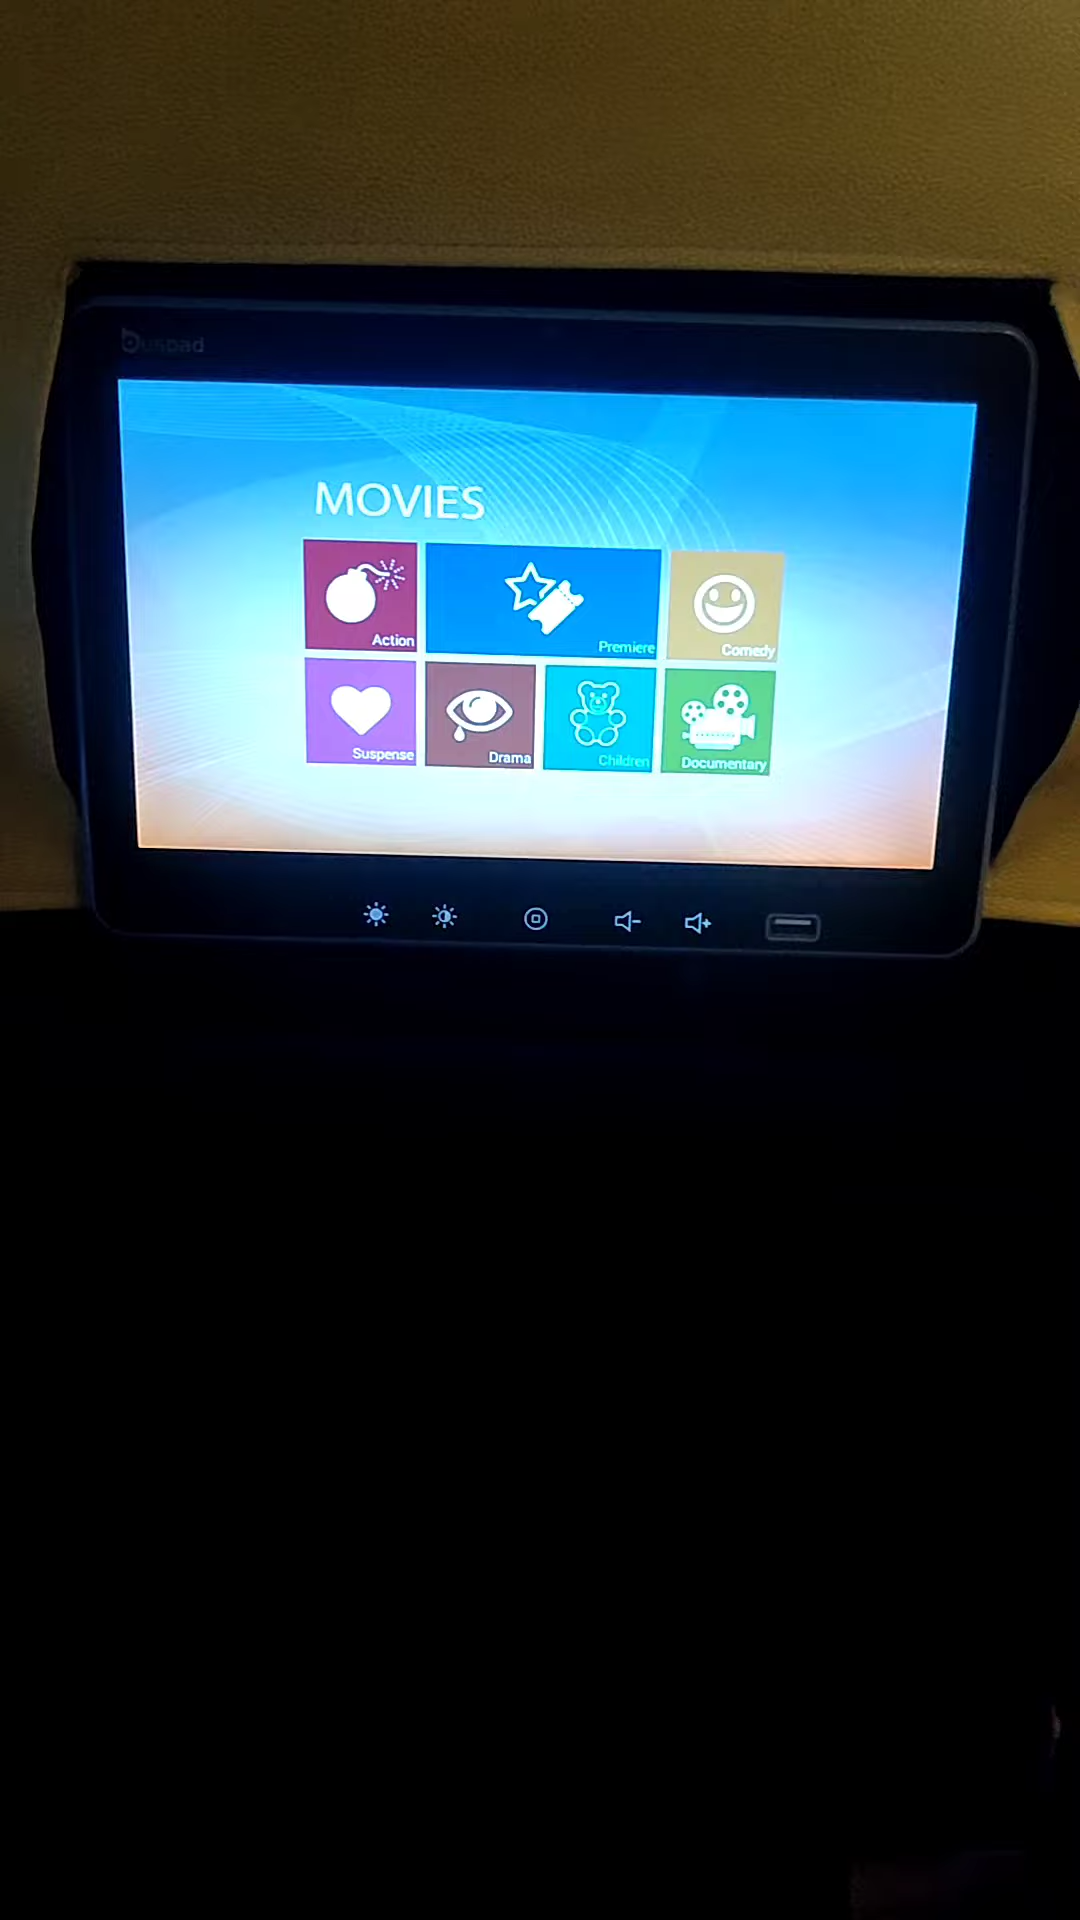 buspad
MOVIES
Action
Premiere
Comedy
Suspense
Drama
Children
Documentary